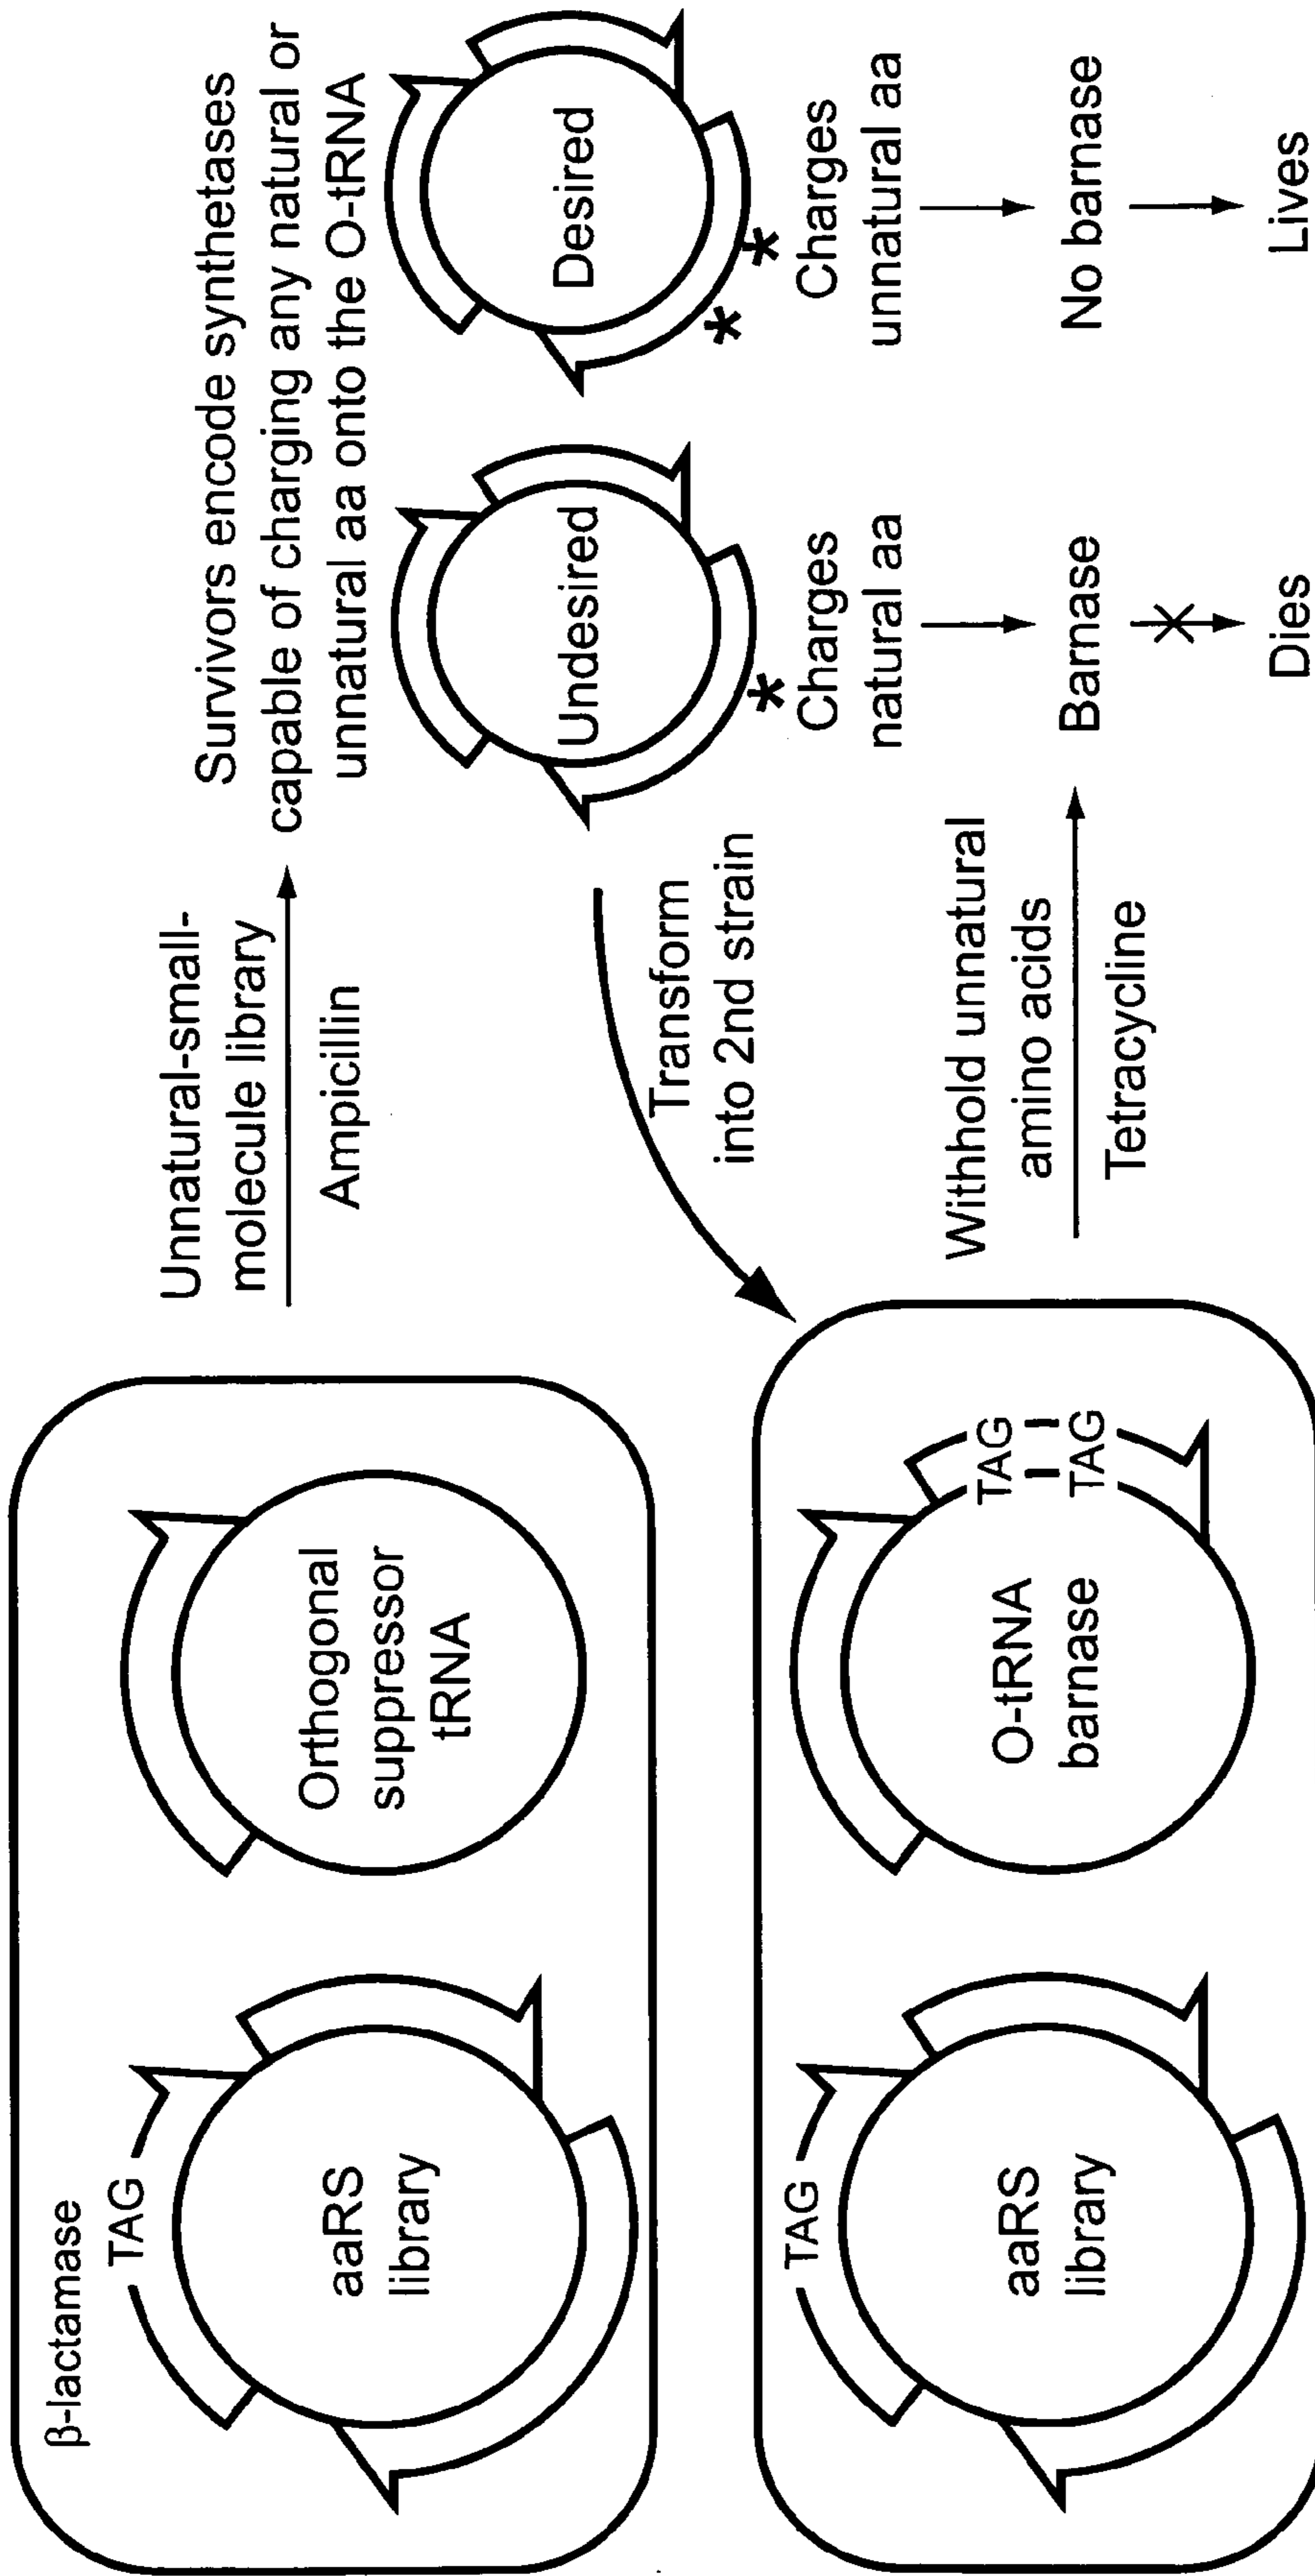 β-lactamase
TAG
aaRS
library
Orthogonal
suppressor
tRNA
Unnatural-small-
molecule library
Ampicillin
Survivors encode synthetases
capable of charging any natural or
unnatural aa onto the O-tRNA
Undesired
Desired
Transform
into 2nd strain
TAG
aaRS
library
O-tRNA
barnase
TAG
TAG
Withhold unnatural
amino acids
Tetracycline
Charges
natural aa
Barnase
Dies
Charges
unnatural aa
No barnase
Lives